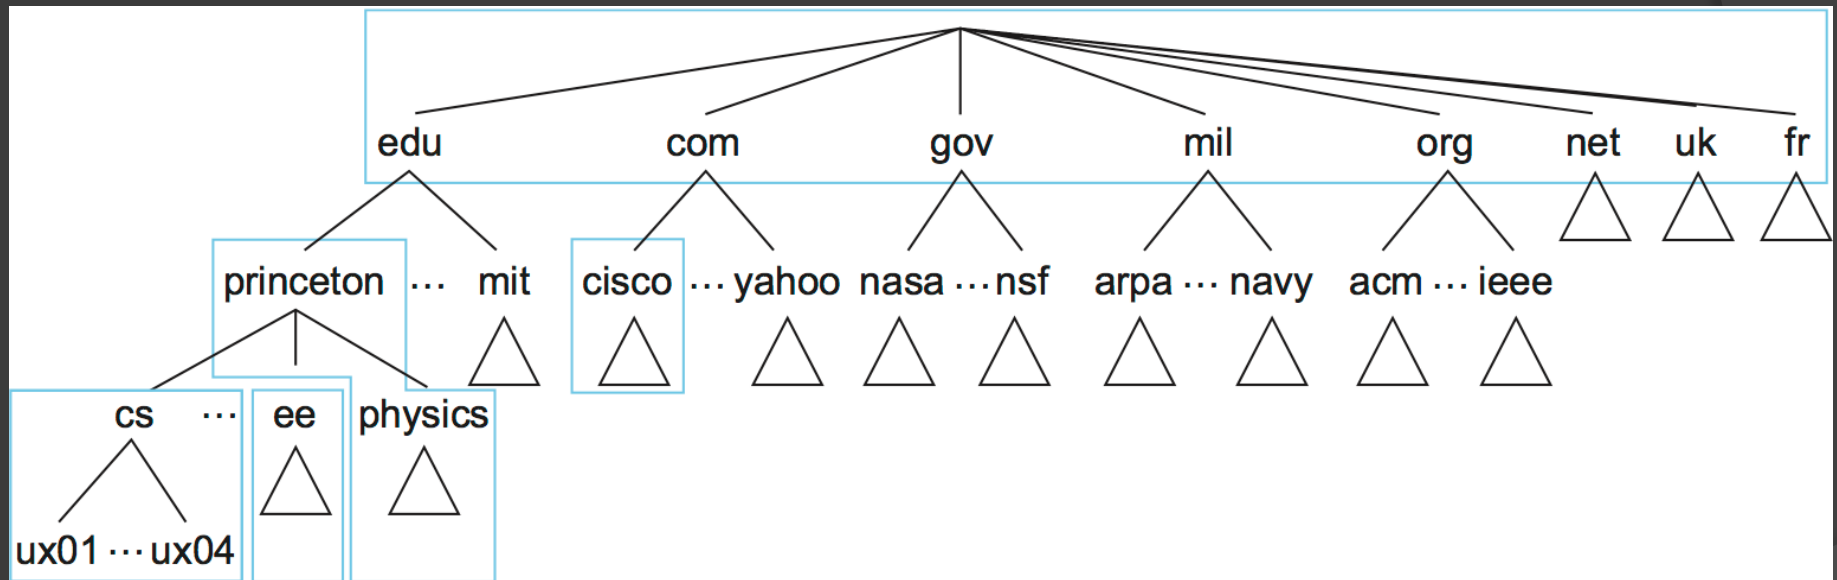 edu com gov mil org net uk fr
princeton ... mit cisco ... yahoo nasa ... nsf arpa ... navy acm ... ieee
cs ... ee physics
ux01 ... ux04